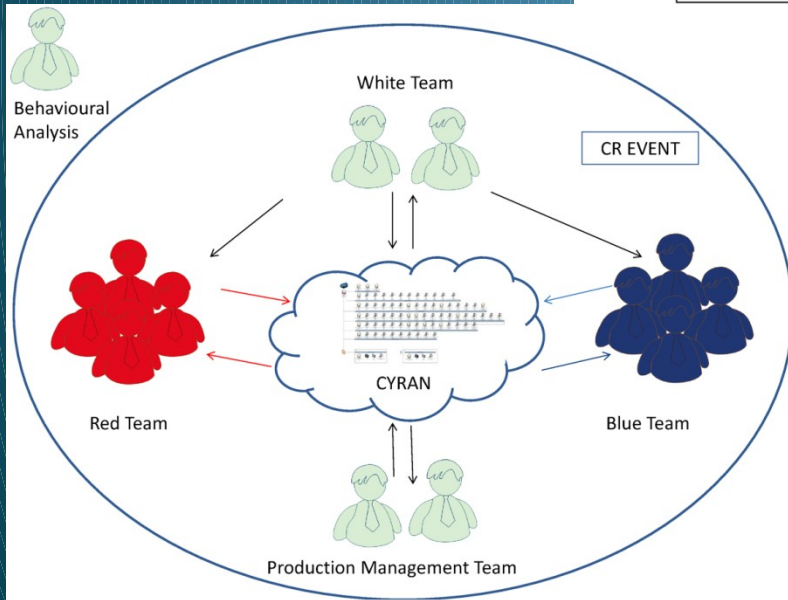 Behavioural
Analysis
White Team
CR EVENT
CYRAN
Red Team
Blue Team
Production Management Team